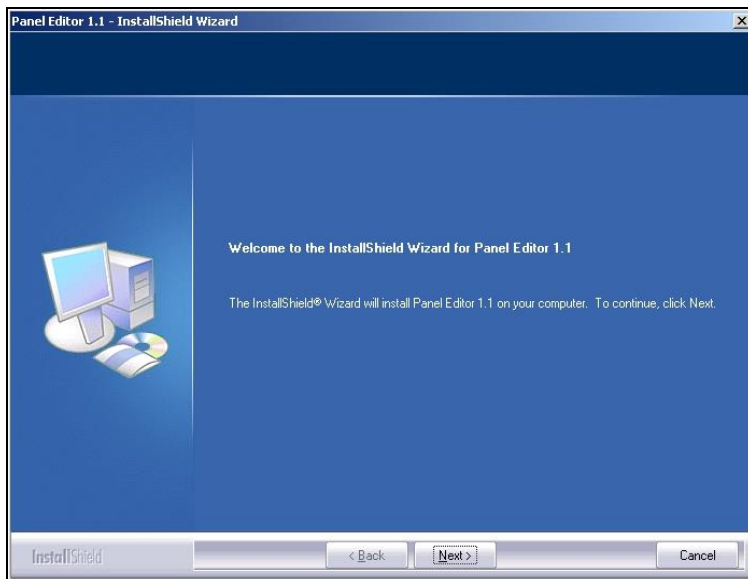 Panel Editor 1.1 - InstallShield Wizard
Welcome to the InstallShield Wizard for Panel Editor 1.1
The InstallShield® Wizard will install Panel Editor 1.1 on your computer. To continue, click Next.
InstallShield
< Back
Next >
Cancel